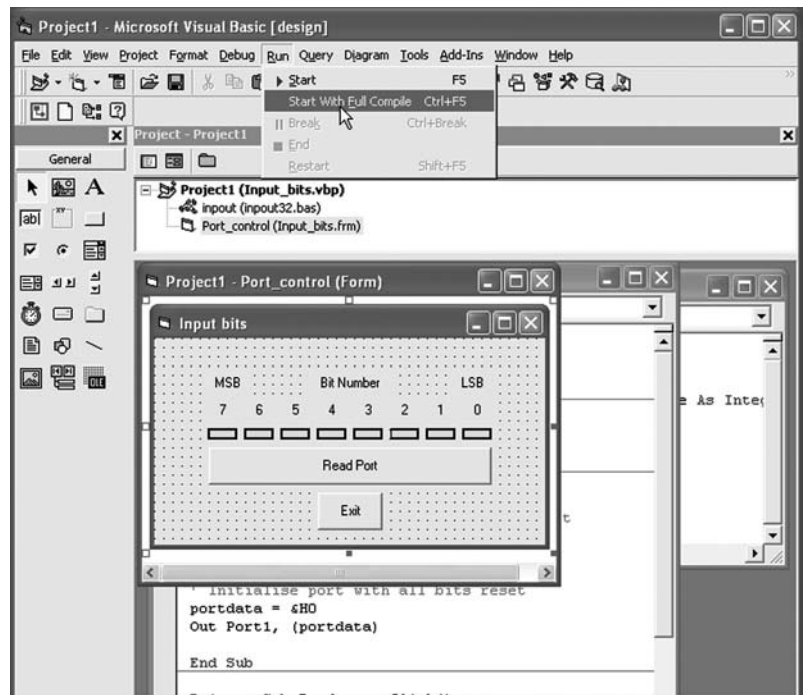 Project1 - Microsoft Visual Basic [design]
File Edit View Project Format Debug Run Query Diagram Tools Add-Ins Window Help
Start F5
Start With Full Compile Ctrl+F5
Break Ctrl+Break
End
Restart Shift+F5
Project - Project1
General
Project1 (Input_bits.vbp)
inpout (inpout32.bas)
Port_control (Input_bits.frm)
A
ab|
XY
OLE
Project1 - Port_control (Form)
Input bits
MSB Bit Number LSB
7 6 5 4 3 2 1 0
Read Port
Exit
As Integ
' Initialise port with all bits reset
portdata = &H0
Out Port1, (portdata)
End Sub